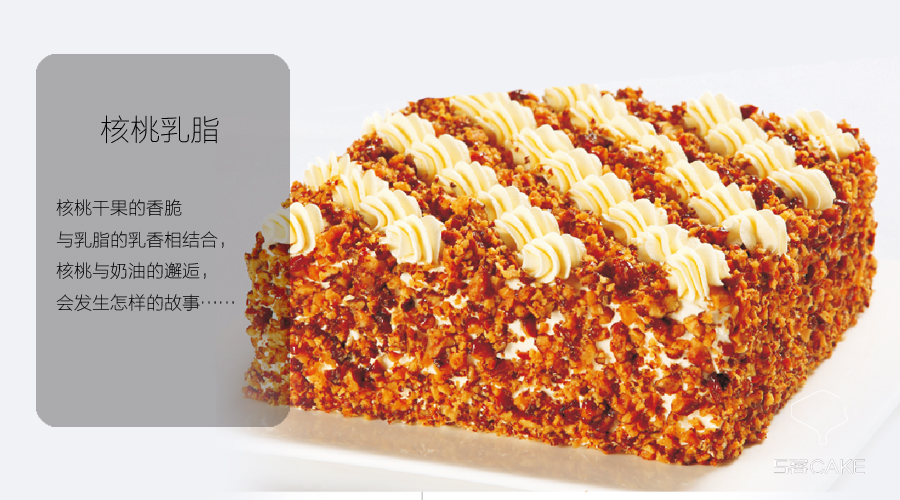 核桃乳脂
核桃干果的香脆
与乳脂的乳香相结合，
核桃与奶油的邂逅，
会发生怎样的故事……
CAKE